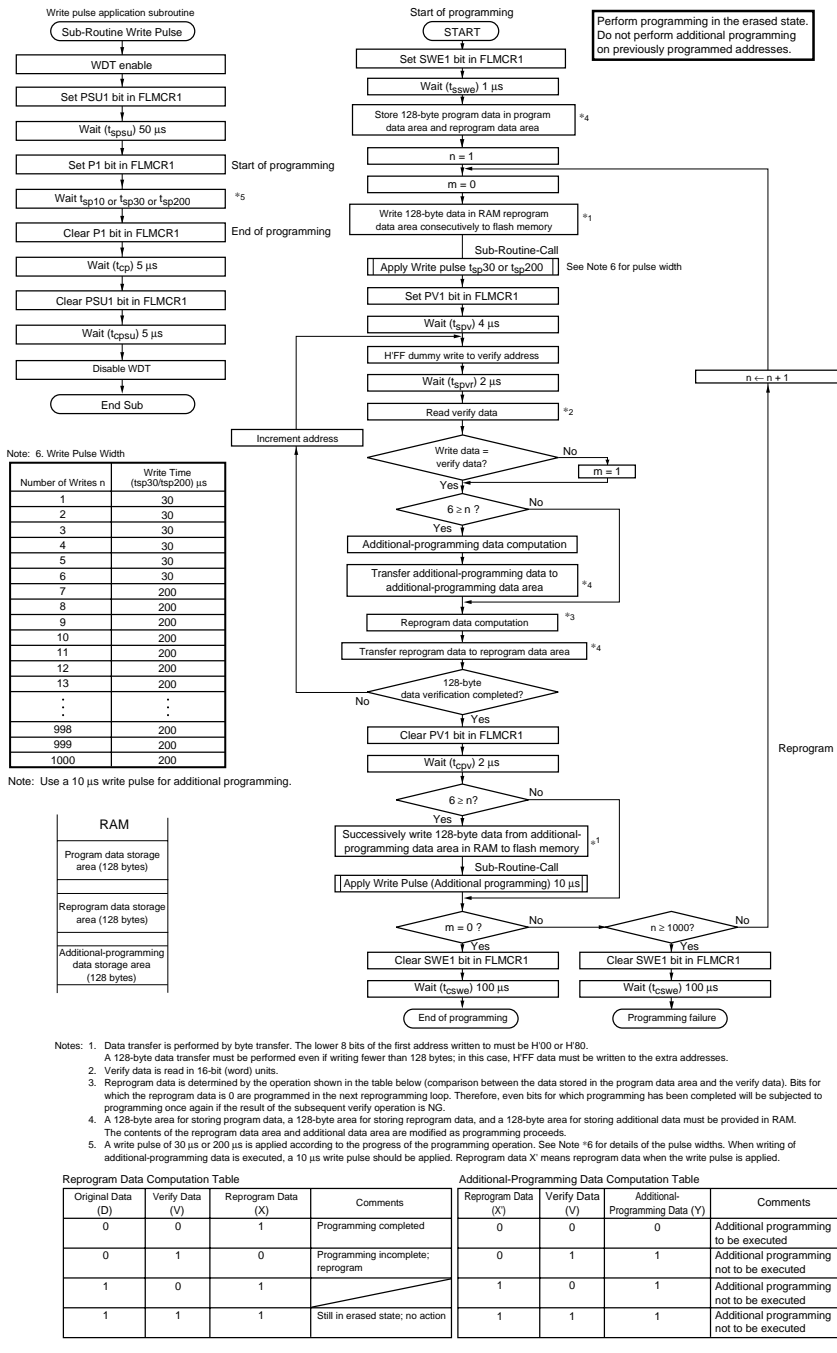 Write pulse application subroutine
Sub-Routine Write Pulse
WDT enable
Set PSU1 bit in FLMCR1
Wait (tspsu) 50 μs
Set P1 bit in FLMCR1
Start of programming
Wait tsp10 or tsp30 or tsp200
*5
Clear P1 bit in FLMCR1
End of programming
Wait (tcp) 5 μs
Clear PSU1 bit in FLMCR1
Wait (tcpsu) 5 μs
Disable WDT
End Sub
Note: 6. Write Pulse Width
Number of Writes n
Write Time
(tsp30/tsp200) μs
1 30
2 30
3 30
4 30
5 30
6 30
7 200
8 200
9 200
10 200
11 200
12 200
13 200
998 200
999 200
1000 200
Note: Use a 10 μs write pulse for additional programming.
RAM
Program data storage
area (128 bytes)
Reprogram data storage
area (128 bytes)
Additional-programming
data storage area
(128 bytes)
Start of programming
START
Perform programming in the erased state.
Do not perform additional programming
on previously programmed addresses.
Set SWE1 bit in FLMCR1
Wait (tsswe) 1 μs
Store 128-byte program data in program
data area and reprogram data area
*4
n = 1
m = 0
Write 128-byte data in RAM reprogram
data area consecutively to flash memory
*1
Sub-Routine-Call
Apply Write pulse tsp30 or tsp200
See Note 6 for pulse width
Set PV1 bit in FLMCR1
Wait (tspv) 4 μs
H'FF dummy write to verify address
Wait (tspvr) 2 μs
Read verify data
*2
Increment address
n ← n + 1
Write data =
verify data?
No
m = 1
Yes
6 ≥ n ?
No
Yes
Additional-programming data computation
Transfer additional-programming data to
additional-programming data area
*4
Reprogram data computation
*3
Transfer reprogram data to reprogram data area
*4
128-byte
data verification completed?
No
Yes
Clear PV1 bit in FLMCR1
Reprogram
Wait (tcpv) 2 μs
6 ≥ n?
No
Yes
Successively write 128-byte data from additional-
programming data area in RAM to flash memory
*1
Sub-Routine-Call
Apply Write Pulse (Additional programming) 10 μs
m = 0 ?
No
n ≥ 1000?
No
Yes
Yes
Clear SWE1 bit in FLMCR1
Clear SWE1 bit in FLMCR1
Wait (tcswe) 100 μs
Wait (tcswe) 100 μs
End of programming
Programming failure
Notes: 1. Data transfer is performed by byte transfer. The lower 8 bits of the first address written to must be H'00 or H'80.
A 128-byte data transfer must be performed even if writing fewer than 128 bytes; in this case, H'FF data must be written to the extra addresses.
2. Verify data is read in 16-bit (word) units.
3. Reprogram data is determined by the operation shown in the table below (comparison between the data stored in the program data area and the verify data). Bits for
which the reprogram data is 0 are programmed in the next reprogramming loop. Therefore, even bits for which programming has been completed will be subjected to
programming once again if the result of the subsequent verify operation is NG.
4. A 128-byte area for storing program data, a 128-byte area for storing reprogram data, and a 128-byte area for storing additional data must be provided in RAM.
The contents of the reprogram data area and additional data area are modified as programming proceeds.
5. A write pulse of 30 μs or 200 μs is applied according to the progress of the programming operation. See Note *6 for details of the pulse widths. When writing of
additional-programming data is executed, a 10 μs write pulse should be applied. Reprogram data X' means reprogram data when the write pulse is applied.
Reprogram Data Computation Table
Original Data
(D)
Verify Data
(V)
Reprogram Data
(X)
Comments
0 0 1 Programming completed
0 1 0 Programming incomplete;
reprogram
1 0 1
1 1 1 Still in erased state; no action
Additional-Programming Data Computation Table
Reprogram Data
(X')
Verify Data
(V)
Additional-
Programming Data (Y)
Comments
0 0 0 Additional programming
to be executed
0 1 1 Additional programming
not to be executed
1 0 1 Additional programming
not to be executed
1 1 1 Additional programming
not to be executed